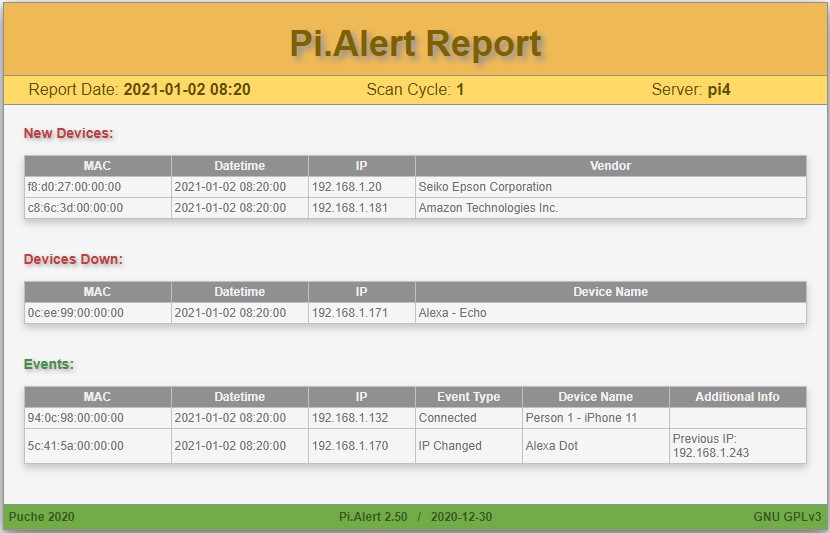 Pi.Alert Report
Report Date: 2021-01-02 08:20 Scan Cycle: 1 Server: pi4
New Devices:
MAC Datetime IP Vendor
f8:d0:27:00:00:00 2021-01-02 08:20:00 192.168.1.20 Seiko Epson Corporation
c8:6c:3d:00:00:00 2021-01-02 08:20:00 192.168.1.181 Amazon Technologies Inc.
Devices Down:
MAC Datetime IP Device Name
0c:ee:99:00:00:00 2021-01-02 08:20:00 192.168.1.171 Alexa - Echo
Events:
MAC Datetime IP Event Type Device Name Additional Info
94:0c:98:00:00:00 2021-01-02 08:20:00 192.168.1.132 Connected Person 1 - iPhone 11
5c:41:5a:00:00:00 2021-01-02 08:20:00 192.168.1.170 IP Changed Alexa Dot Previous IP:
192.168.1.243
Puche 2020 Pi.Alert 2.50 / 2020-12-30 GNU GPLv3